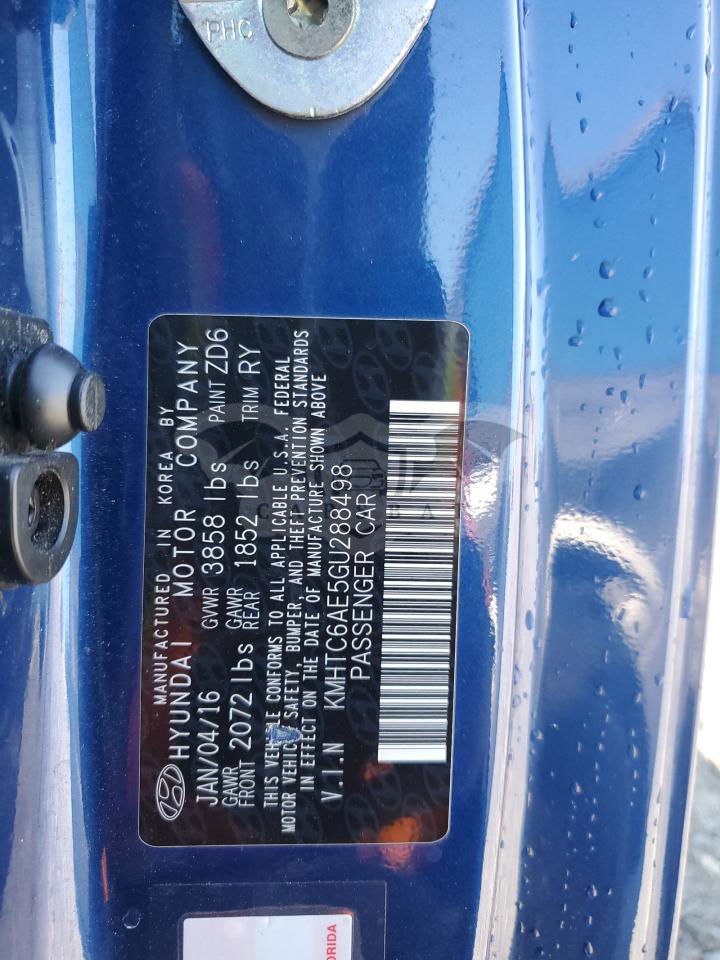 PHC
MANUFACTURED IN KOREA BY
HYUNDAI MOTOR COMPANY
JAN/04/16 GVWR 3858 lbs PAINT ZD6
GAWR FRONT 2072 lbs GAWR REAR 1852 lbs TRIM RY
THIS VEHICLE CONFORMS TO ALL APPLICABLE U.S.A. FEDERAL
MOTOR VEHICLE SAFETY, BUMPER, AND THEFT PREVENTION STANDARDS
IN EFFECT ON THE DATE OF MANUFACTURE SHOWN ABOVE
V.I.N KMHTC6AE5GU288498
PASSENGER CAR